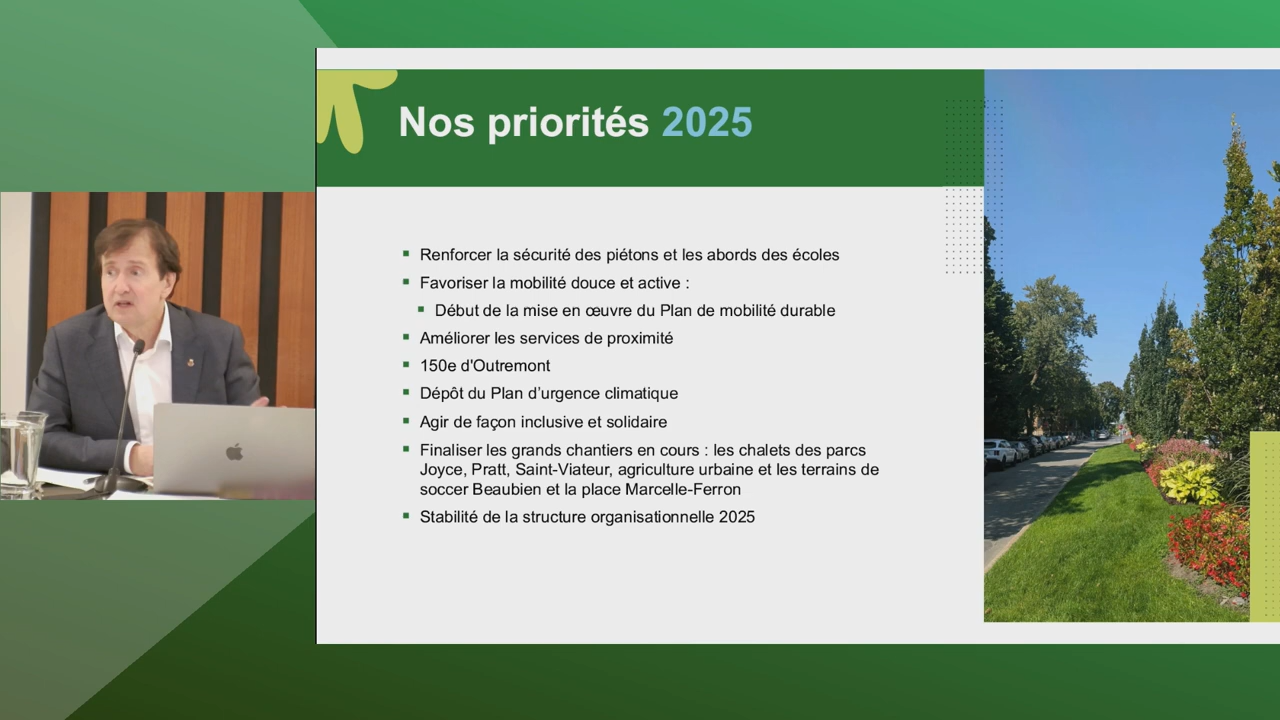 Nos priorités 2025
Renforcer la sécurité des piétons et les abords des écoles
Favoriser la mobilité douce et active :
Début de la mise en œuvre du Plan de mobilité durable
Améliorer les services de proximité
150e d'Outremont
Dépôt du Plan d’urgence climatique
Agir de façon inclusive et solidaire
Finaliser les grands chantiers en cours : les chalets des parcs
Joyce, Pratt, Saint-Viateur, agriculture urbaine et les terrains de
soccer Beaubien et la place Marcelle-Ferron
Stabilité de la structure organisationnelle 2025